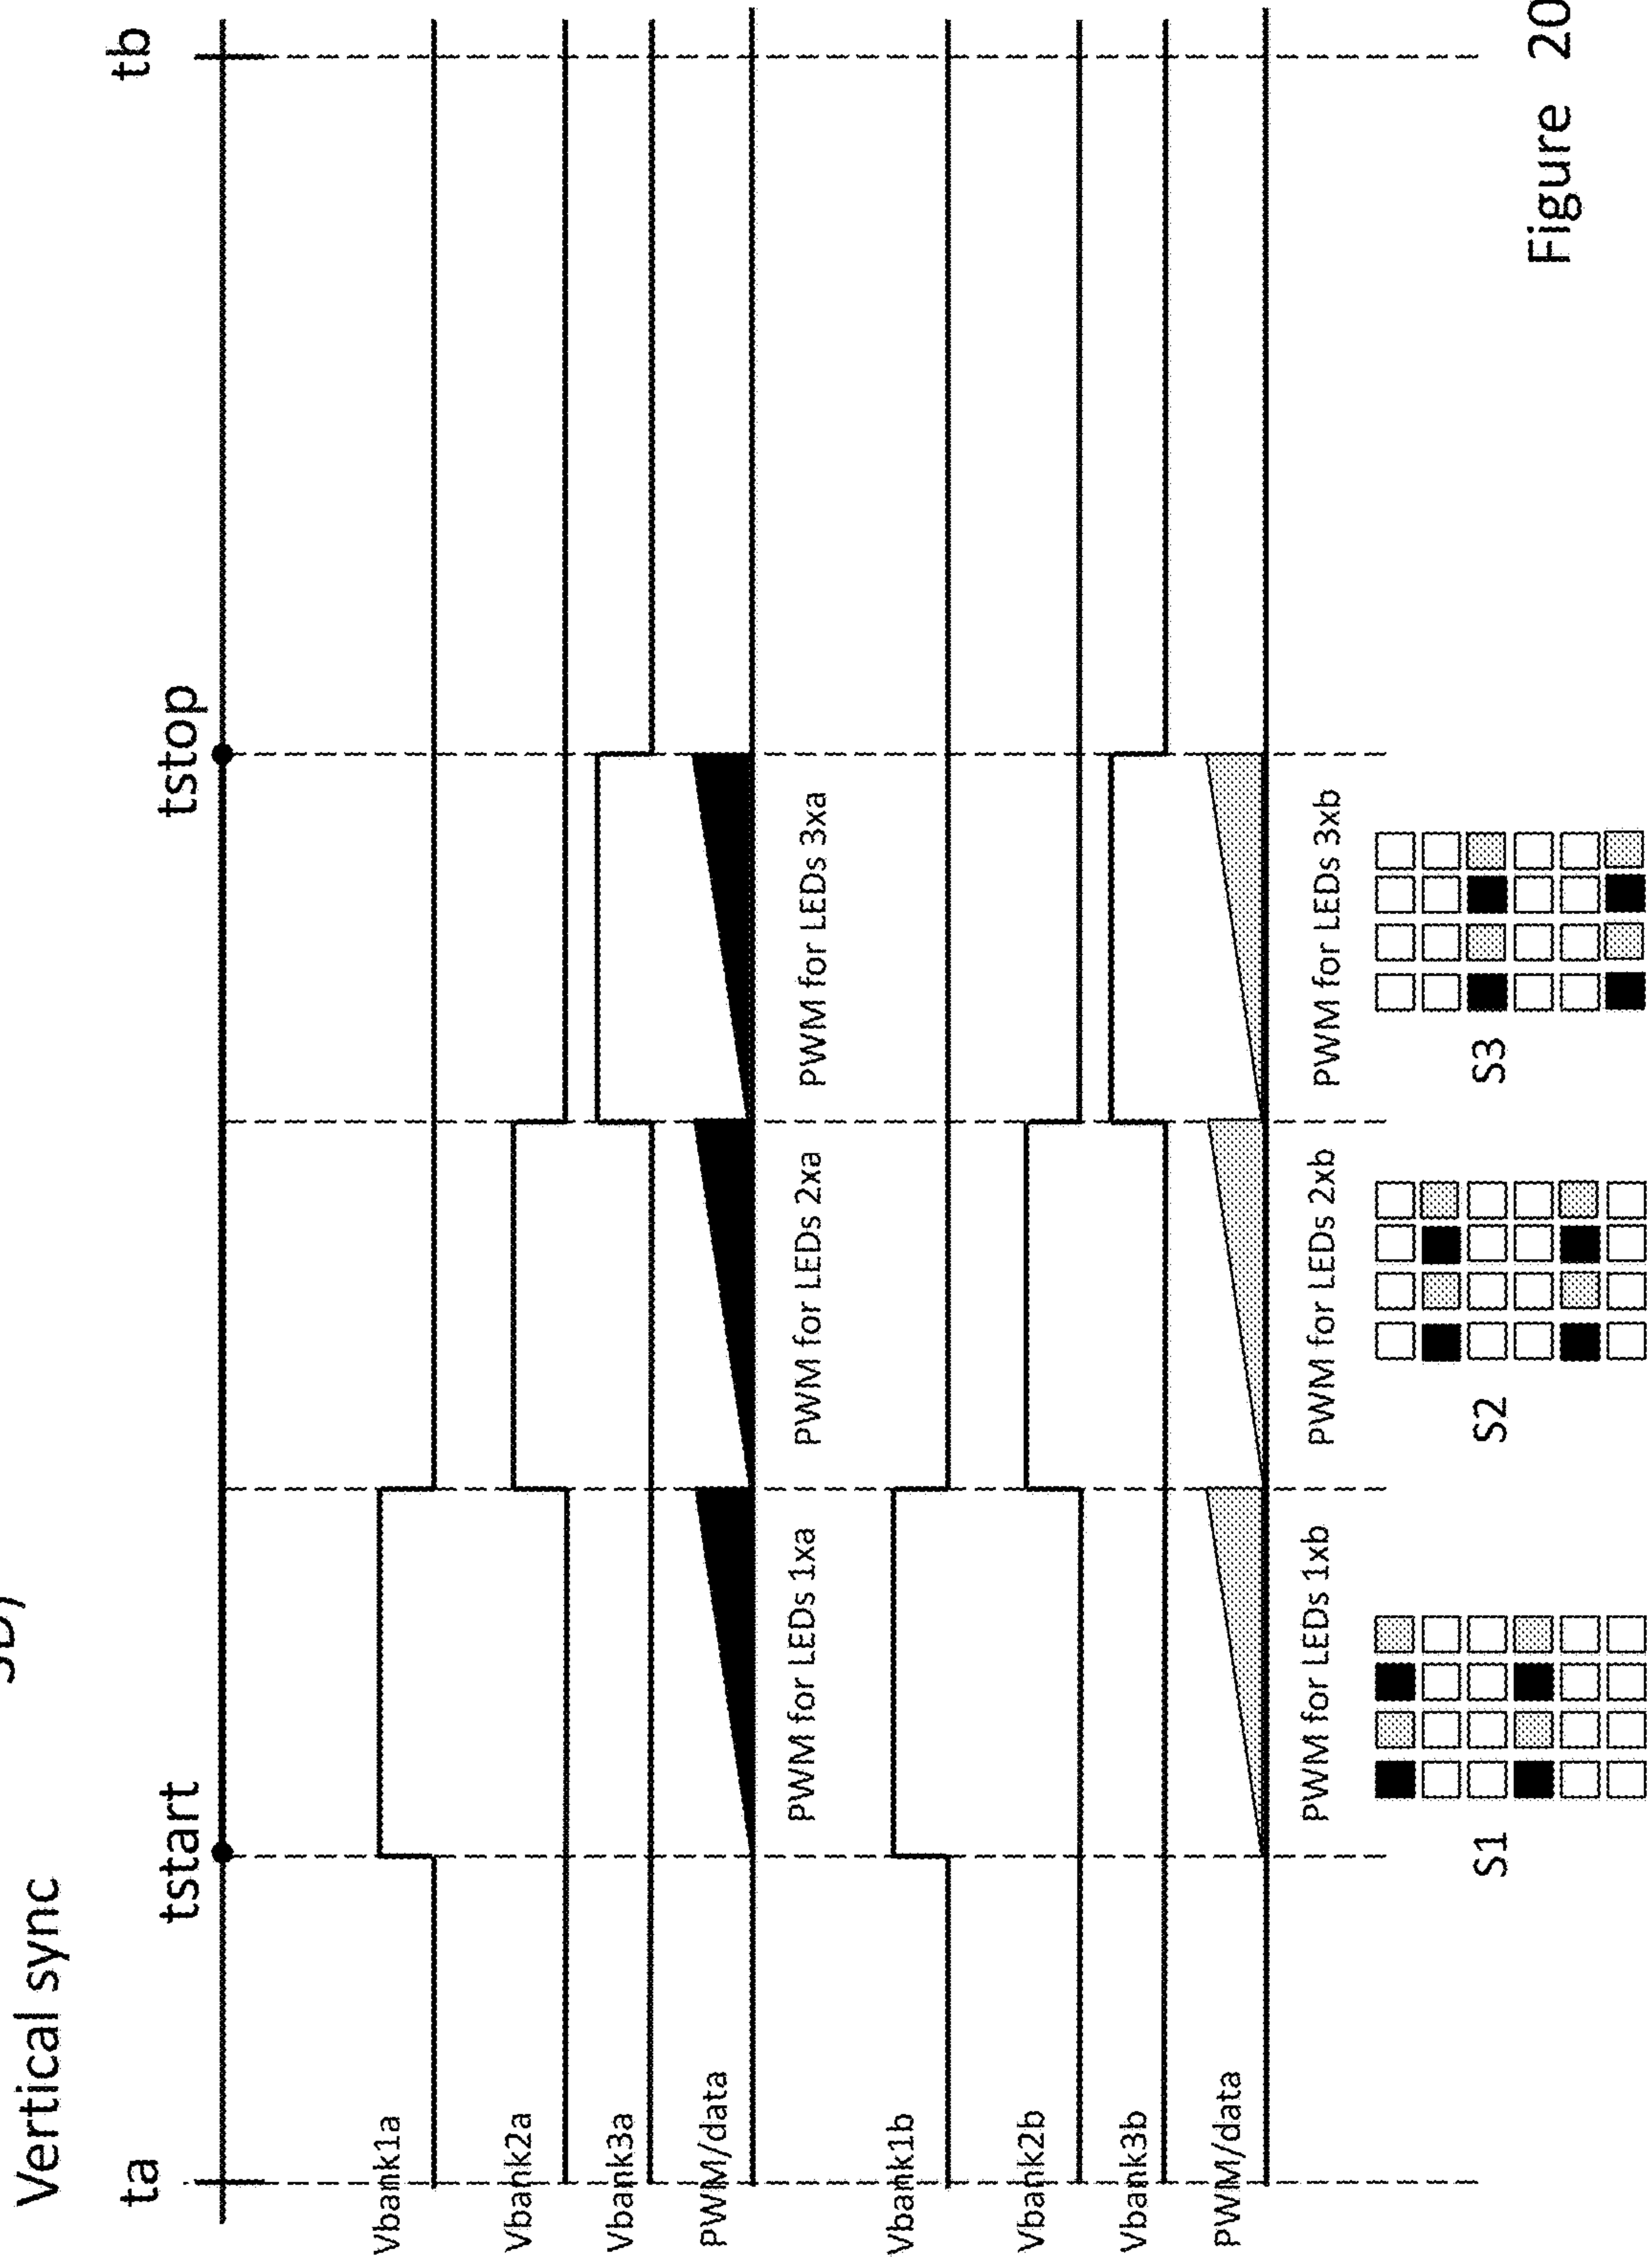 Vertical sync
ta
tstart
tstop
tb
Vbank1a
Vbank2a
Vbank3a
PWM/data
PWM for LEDs 1xa
PWM for LEDs 2xa
PWM for LEDs 3xa
Vbank1b
Vbank2b
Vbank3b
PWM/data
PWM for LEDs 1xb
PWM for LEDs 2xb
PWM for LEDs 3xb
S1
S2
S3
Figure 20